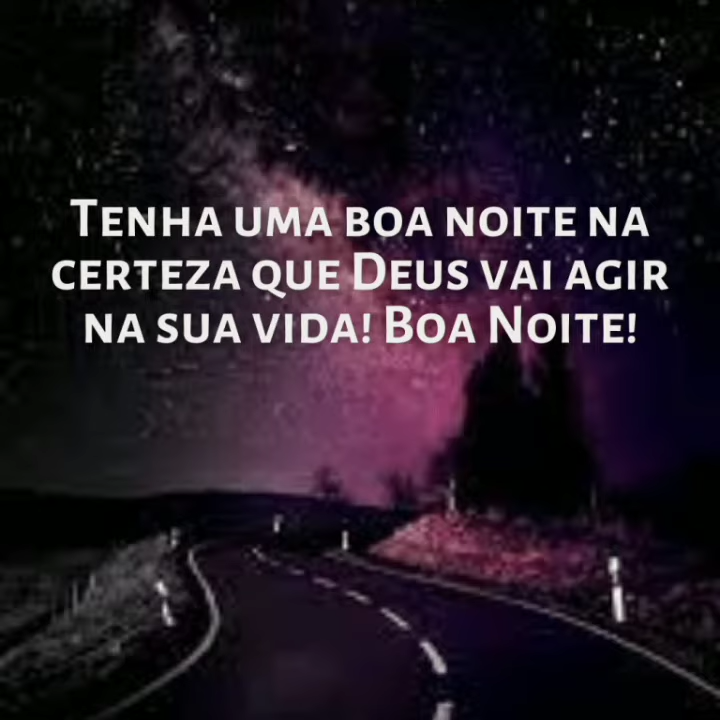 Tenha uma boa noite na
certeza que Deus vai agir
na sua vida! Boa Noite!